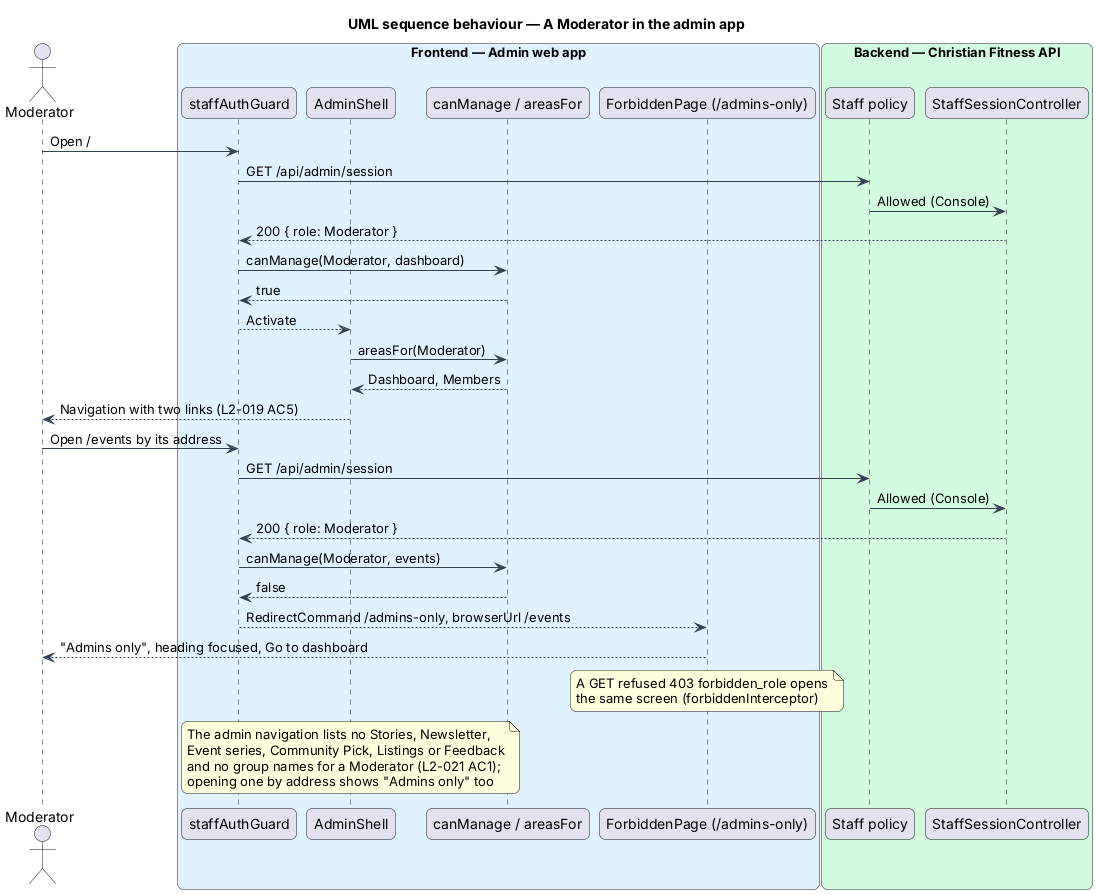 UML sequence behaviour — A Moderator in the admin app
Frontend — Admin web app
Backend — Christian Fitness API
Moderator
staffAuthGuard
AdminShell
canManage / areasFor
ForbiddenPage (/admins-only)
Staff policy
StaffSessionController
Open /
GET /api/admin/session
Allowed (Console)
200 { role: Moderator }
canManage(Moderator, dashboard)
true
Activate
areasFor(Moderator)
Dashboard, Members
Navigation with two links (L2-019 AC5)
Open /events by its address
GET /api/admin/session
Allowed (Console)
200 { role: Moderator }
canManage(Moderator, events)
false
RedirectCommand /admins-only, browserUrl /events
"Admins only", heading focused, Go to dashboard
A GET refused 403 forbidden_role opens
the same screen (forbiddenInterceptor)
The admin navigation lists no Stories, Newsletter,
Event series, Community Pick, Listings or Feedback
and no group names for a Moderator (L2-021 AC1);
opening one by address shows "Admins only" too
Moderator
staffAuthGuard
AdminShell
canManage / areasFor
ForbiddenPage (/admins-only)
Staff policy
StaffSessionController